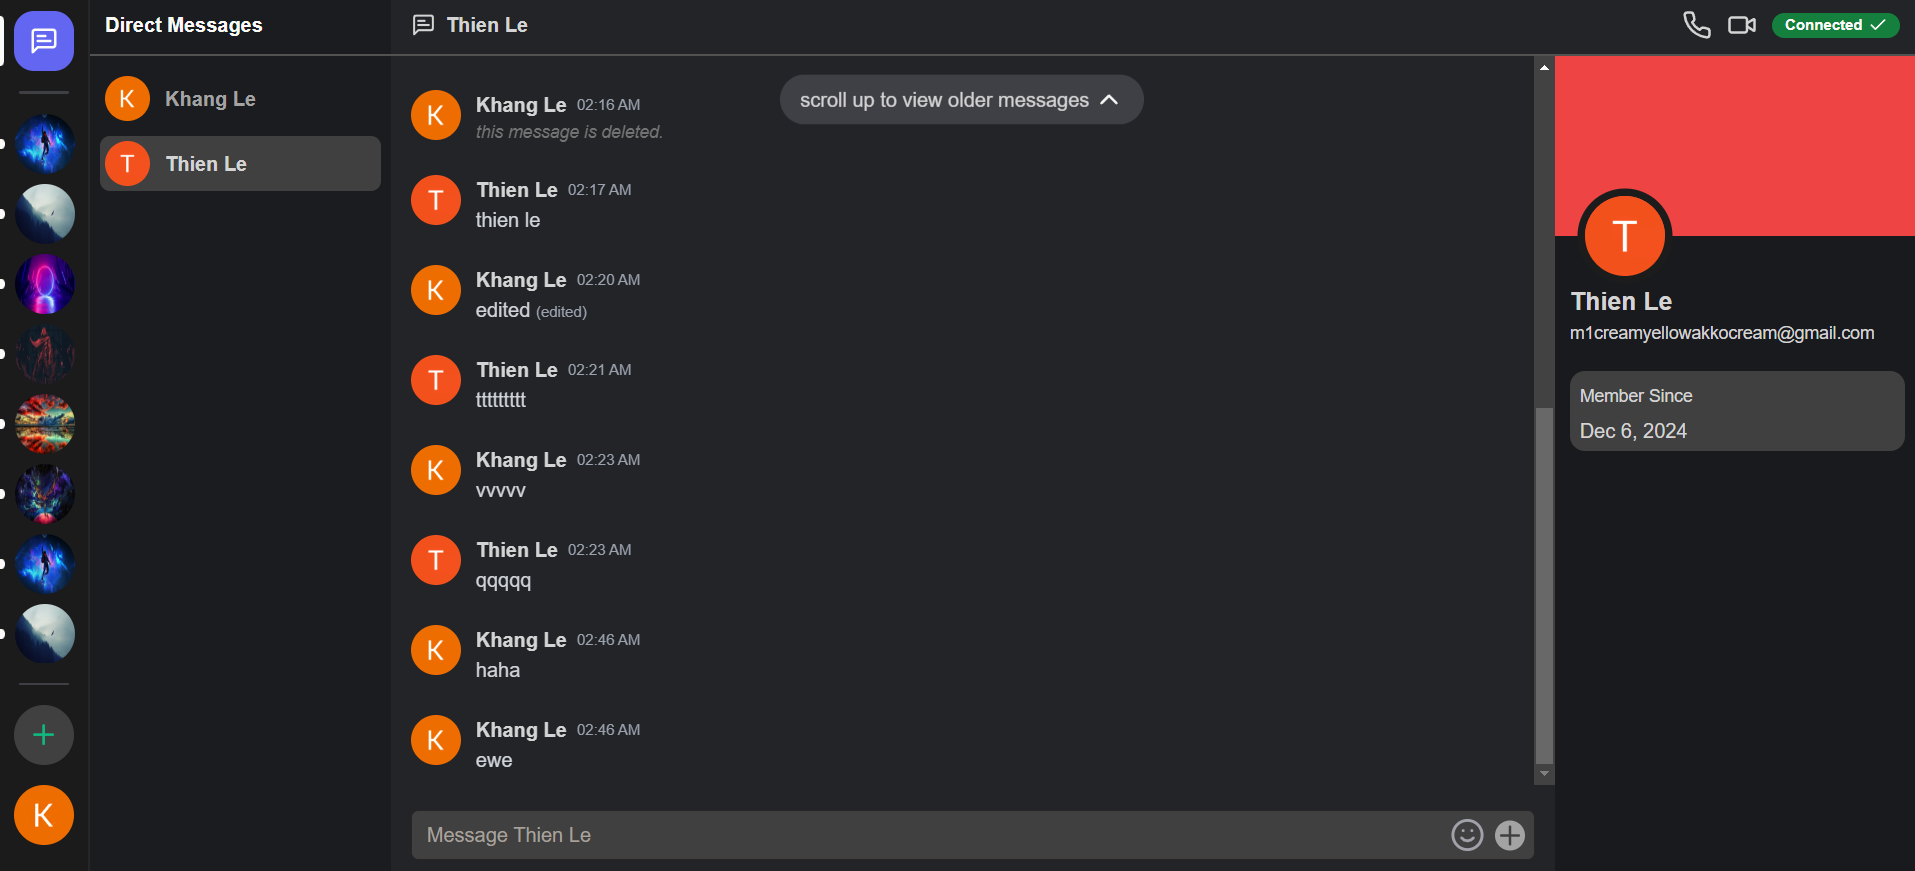 Direct Messages
Khang Le
Thien Le
Thien Le
Connected
scroll up to view older messages
K
Khang Le 02:16 AM
this message is deleted.
T
Thien Le 02:17 AM
thien le
K
Khang Le 02:20 AM
edited (edited)
T
Thien Le 02:21 AM
ttttttttt
K
Khang Le 02:23 AM
vvvvv
T
Thien Le 02:23 AM
qqqqq
K
Khang Le 02:46 AM
haha
K
Khang Le 02:46 AM
ewe
Message Thien Le
K
T
K
T
Thien Le
m1creamyellowakkocream@gmail.com
Member Since
Dec 6, 2024